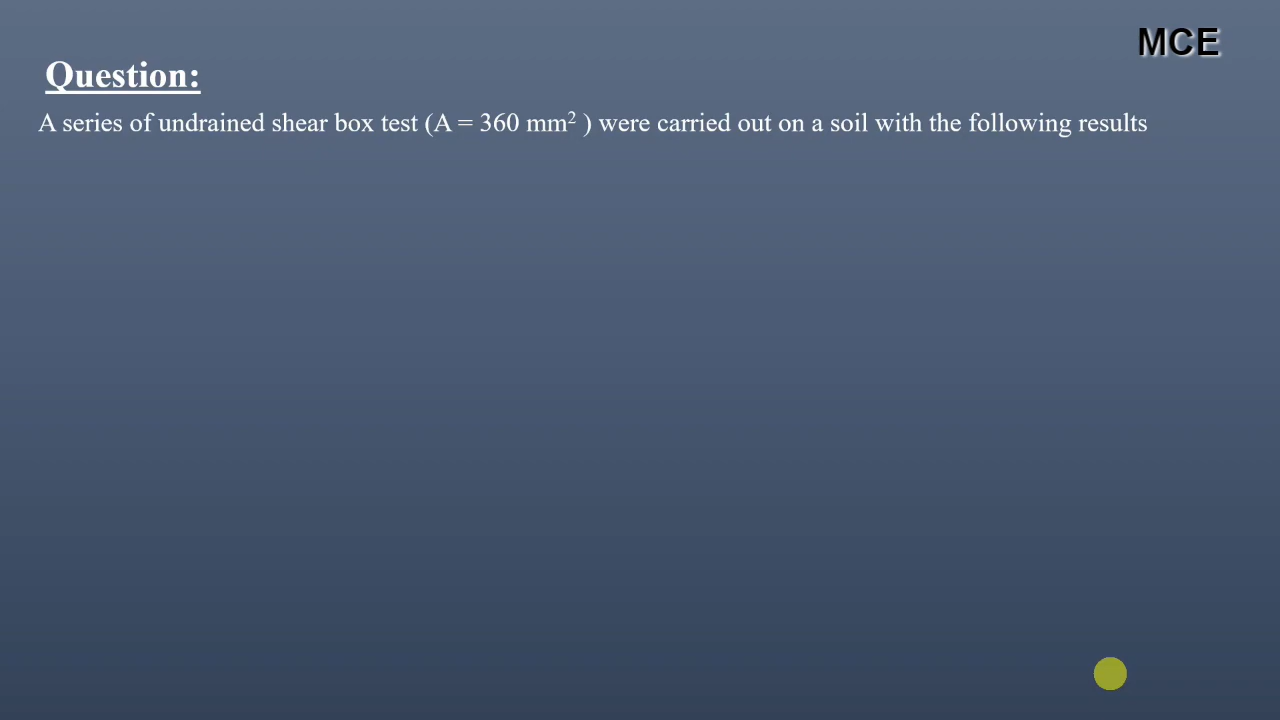 MCE
Question:
A series of undrained shear box test (A = 360 mm² ) were carried out on a soil with the following results